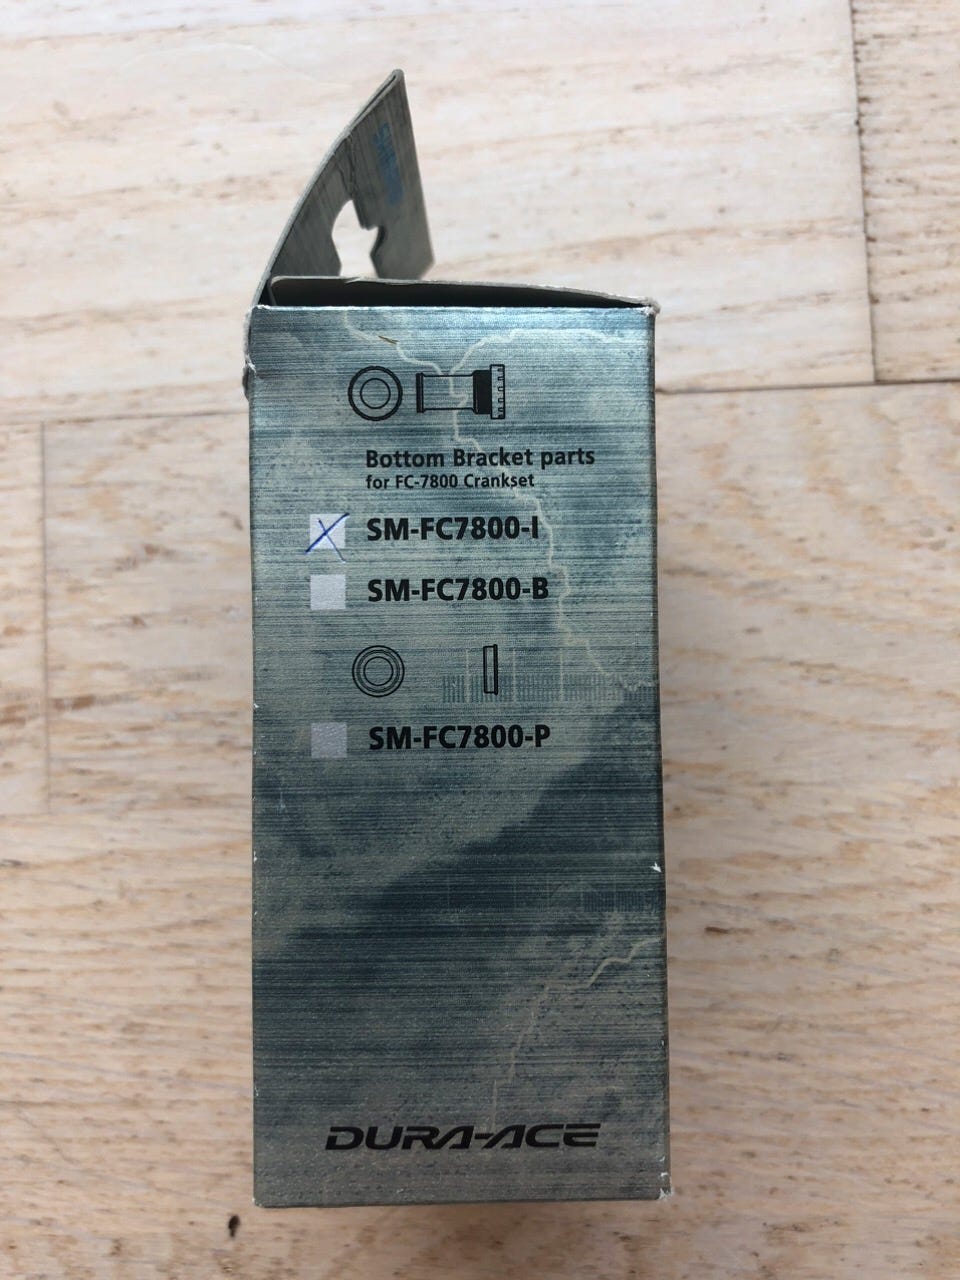 Bottom Bracket parts
for FC-7800 Crankset
SM-FC7800-I
SM-FC7800-B
SM-FC7800-P
DURA-ACE